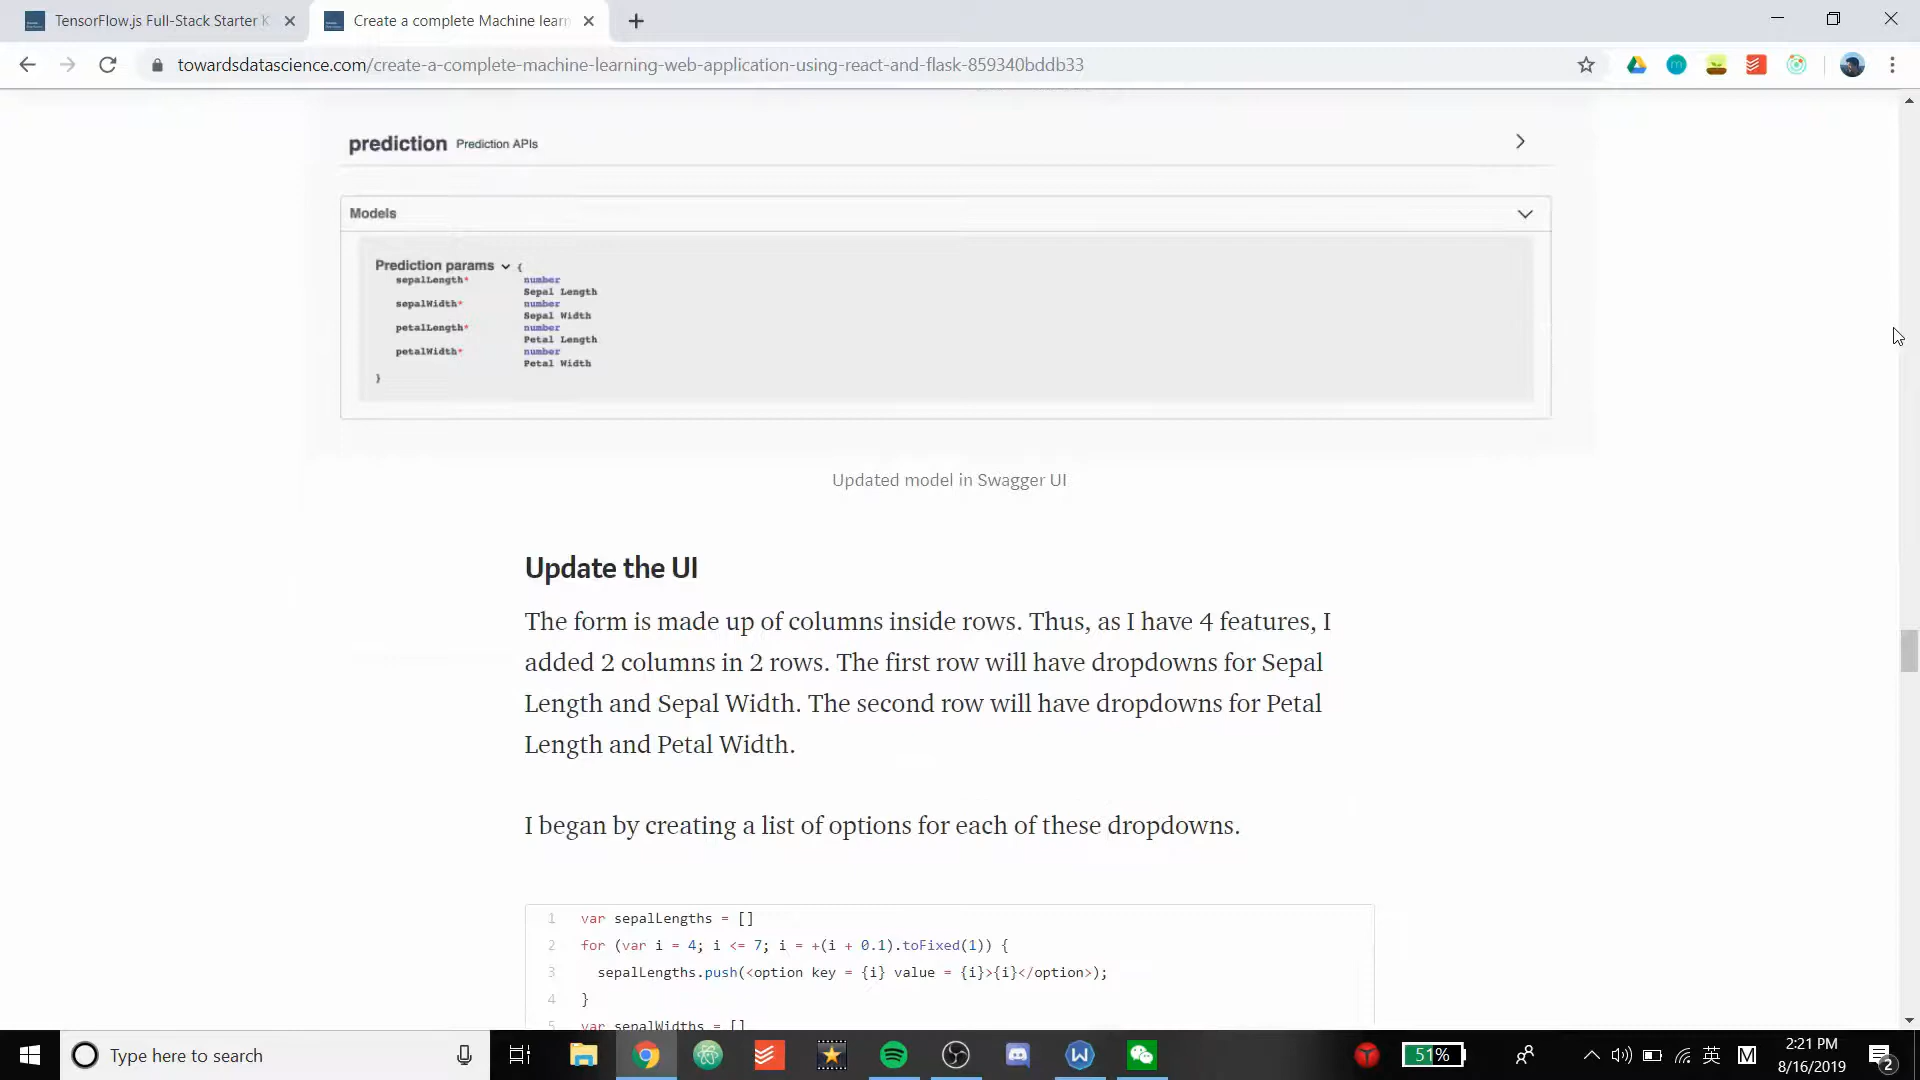 TensorFlow.js Full-Stack Starter K
Create a complete Machine learn
towardsdatascience.com/create-a-complete-machine-learning-web-application-using-react-and-flask-859340bddb33
prediction Prediction APIs
Models
Prediction params {
sepalLength* number
Sepal Length
sepalWidth* number
Sepal Width
petalLength* number
Petal Length
petalWidth* number
Petal Width
}
Updated model in Swagger UI
Update the UI
The form is made up of columns inside rows. Thus, as I have 4 features, I
added 2 columns in 2 rows. The first row will have dropdowns for Sepal
Length and Sepal Width. The second row will have dropdowns for Petal
Length and Petal Width.
I began by creating a list of options for each of these dropdowns.
1 var sepalLengths = []
2 for (var i = 4; i <= 7; i = +(i + 0.1).toFixed(1)) {
3 sepalLengths.push(<option key = {i} value = {i}>{i}</option>);
4 }
5 var sepalWidths = []
Type here to search
51%
英
M
2:21 PM
8/16/2019
2